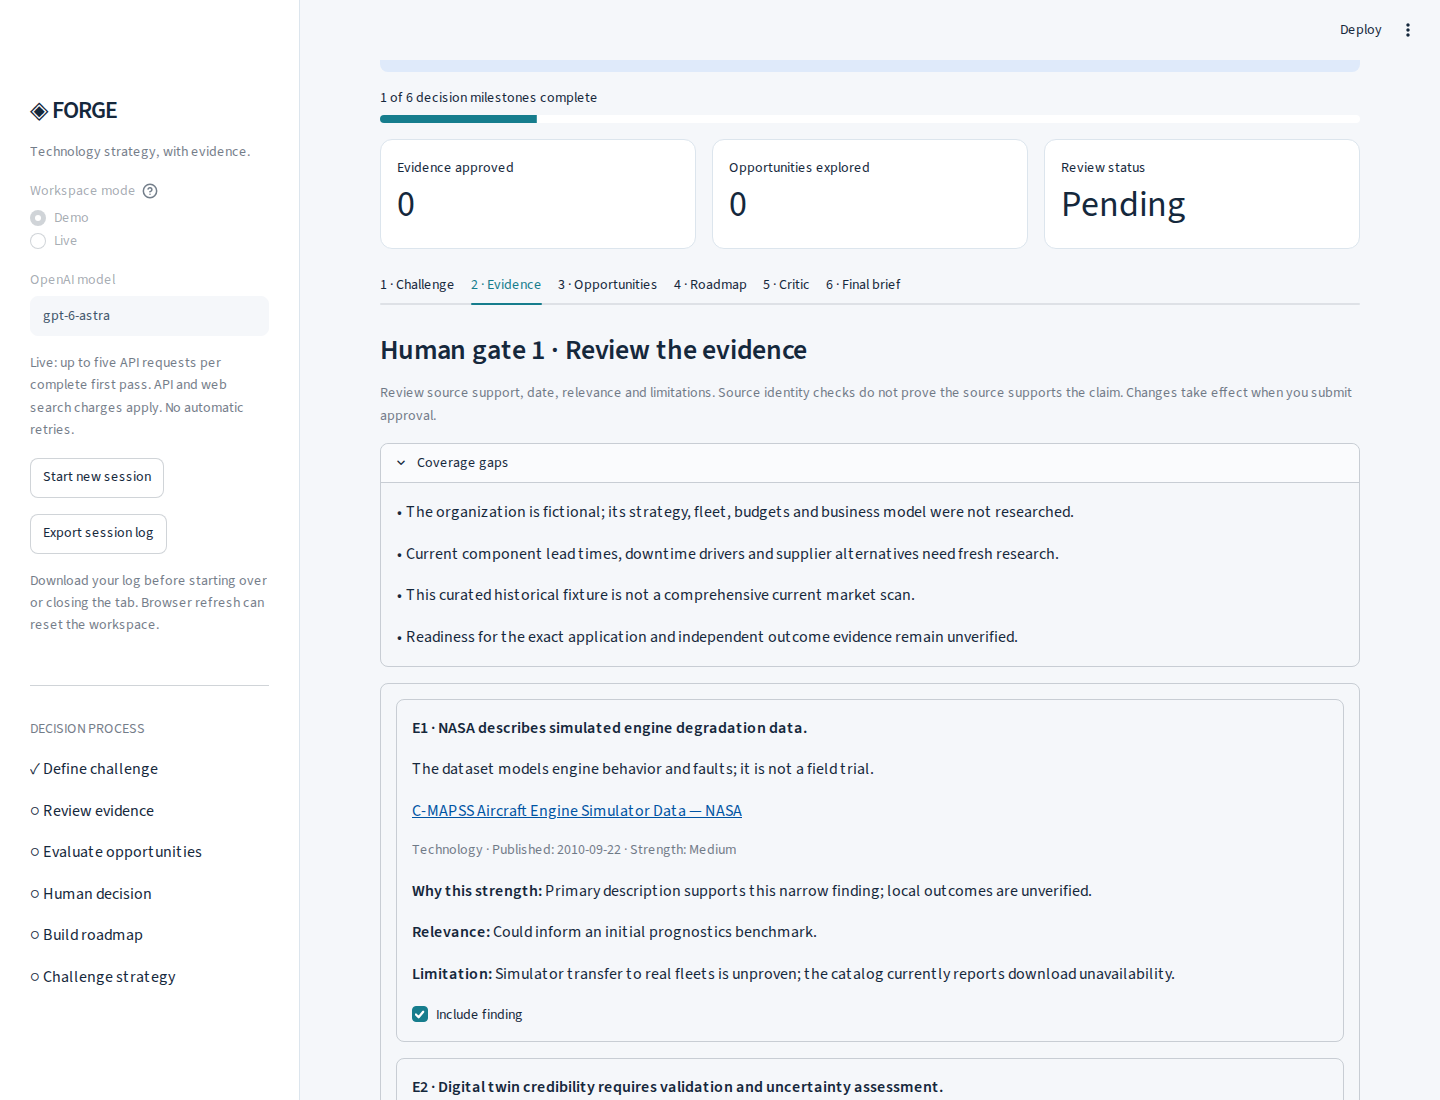 Deploy
◈ FORGE
Technology strategy, with evidence.
Workspace mode
Demo
Live
OpenAI model
gpt-6-astra
Live: up to five API requests per
complete first pass. API and web
search charges apply. No automatic
retries.
Start new session
Export session log
Download your log before starting over
or closing the tab. Browser refresh can
reset the workspace.
DECISION PROCESS
✓ Define challenge
○ Review evidence
○ Evaluate opportunities
○ Human decision
○ Build roadmap
○ Challenge strategy
1 of 6 decision milestones complete
Evidence approved
0
Opportunities explored
0
Review status
Pending
1 · Challenge
2 · Evidence
3 · Opportunities
4 · Roadmap
5 · Critic
6 · Final brief
Human gate 1 · Review the evidence
Review source support, date, relevance and limitations. Source identity checks do not prove the source supports the claim. Changes take effect when you submit
approval.
Coverage gaps
• The organization is fictional; its strategy, fleet, budgets and business model were not researched.
• Current component lead times, downtime drivers and supplier alternatives need fresh research.
• This curated historical fixture is not a comprehensive current market scan.
• Readiness for the exact application and independent outcome evidence remain unverified.
E1 · NASA describes simulated engine degradation data.
The dataset models engine behavior and faults; it is not a field trial.
C-MAPSS Aircraft Engine Simulator Data — NASA
Technology · Published: 2010-09-22 · Strength: Medium
Why this strength: Primary description supports this narrow finding; local outcomes are unverified.
Relevance: Could inform an initial prognostics benchmark.
Limitation: Simulator transfer to real fleets is unproven; the catalog currently reports download unavailability.
Include finding
E2 · Digital twin credibility requires validation and uncertainty assessment.